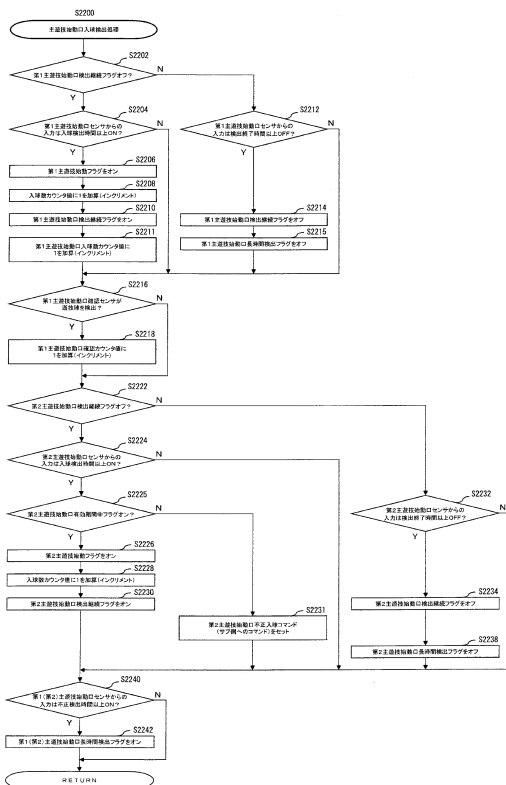 S2200
主遊技始動口入球検出処理
S2202
第1主遊技始動口検出継続フラグオフ?
N
Y
S2204
第1主遊技始動口センサからの
入力は入球検出時間以上ON?
N
Y
S2212
第1主遊技始動口センサからの
入力は検出終了時間以上OFF?
N
Y
S2206
第1主遊技始動フラグをオン
S2208
入球数カウンタ値に1を加算(インクリメント)
S2210
第1主遊技始動口検出継続フラグをオン
S2211
第1主遊技始動口入球数カウンタ値に
1を加算(インクリメント)
S2214
第1主遊技始動口検出継続フラグをオフ
S2215
第1主遊技始動口長時間検出フラグをオフ
S2216
第1主遊技始動口確認センサが
遊技球を検出?
N
Y
S2218
第1主遊技始動口確認カウンタ値に
1を加算(インクリメント)
S2222
第2主遊技始動口検出継続フラグオフ?
N
Y
S2224
第2主遊技始動口センサからの
入力は入球検出時間以上ON?
N
Y
S2225
第2主遊技始動口有効期間中フラグオン?
N
Y
S2232
第2主遊技始動口センサからの
入力は検出終了時間以上OFF?
N
Y
S2226
第2主遊技始動フラグをオン
S2228
入球数カウンタ値に1を加算(インクリメント)
S2230
第2主遊技始動口検出継続フラグをオン
S2231
第2主遊技始動口不正入球コマンド
(サブ側へのコマンド)をセット
S2234
第2主遊技始動口検出継続フラグをオフ
S2238
第2主遊技始動口長時間検出フラグをオフ
S2240
第1(第2)主遊技始動口センサからの
入力は不正検出時間以上ON?
N
Y
S2242
第1(第2)主遊技始動口長時間検出フラグをオン
RETURN